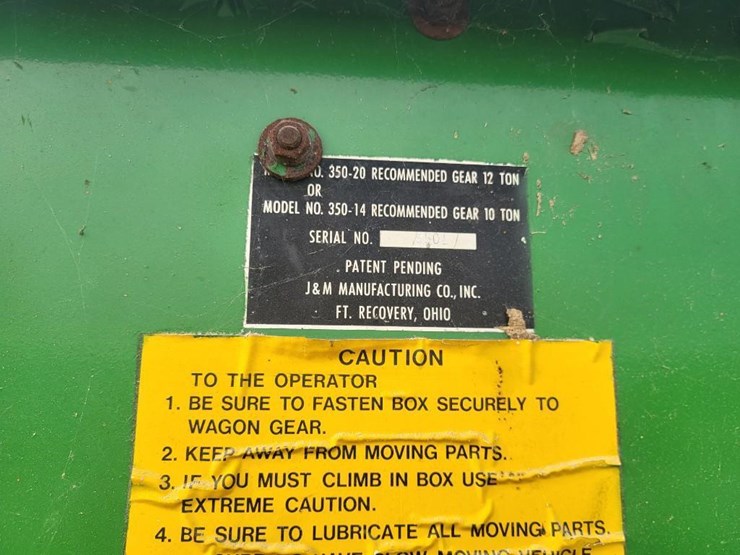 350-20 RECOMMENDED GEAR 12 TON
OR
MODEL NO. 350-14 RECOMMENDED GEAR 10 TON
SERIAL NO.
PATENT PENDING
J & M MANUFACTURING CO., INC.
FT. RECOVERY, OHIO
CAUTION
TO THE OPERATOR
1. BE SURE TO FASTEN BOX SECURELY TO
WAGON GEAR.
2. KEEP AWAY FROM MOVING PARTS.
3. IF YOU MUST CLIMB IN BOX USE
EXTREME CAUTION.
4. BE SURE TO LUBRICATE ALL MOVING PARTS.
SLOW MOVING VEHICLE